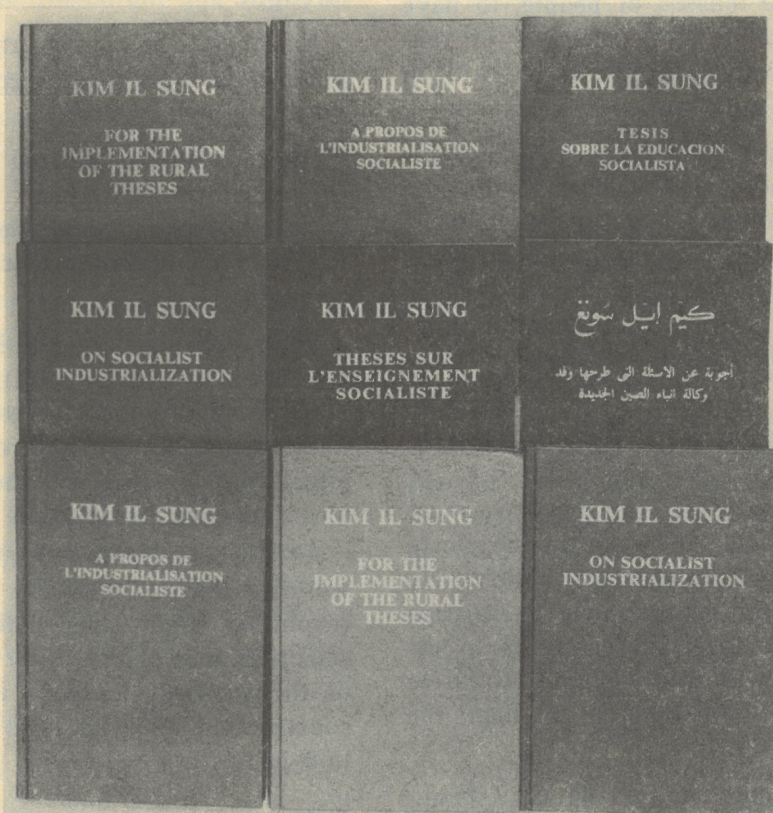 KIM IL SUNG
FOR THE
IMPLEMENTATION
OF THE RURAL
THESES
KIM IL SUNG
A PROPOS DE
L'INDUSTRIALISATION
SOCIALISTE
KIM IL SUNG
TESIS
SOBRE LA EDUCACION
SOCIALISTA
KIM IL SUNG
ON SOCIALIST
INDUSTRIALIZATION
KIM IL SUNG
THESES SUR
L'ENSEIGNEMENT
SOCIALISTE
كيم ايل سونغ
أجوبة عن الاسئلة التى طرحها وفد
وكالة انباء الصين الجديدة
KIM IL SUNG
A PROPOS DE
L'INDUSTRIALISATION
SOCIALISTE
KIM IL SUNG
FOR THE
IMPLEMENTATION
OF THE RURAL
THESES
KIM IL SUNG
ON SOCIALIST
INDUSTRIALIZATION